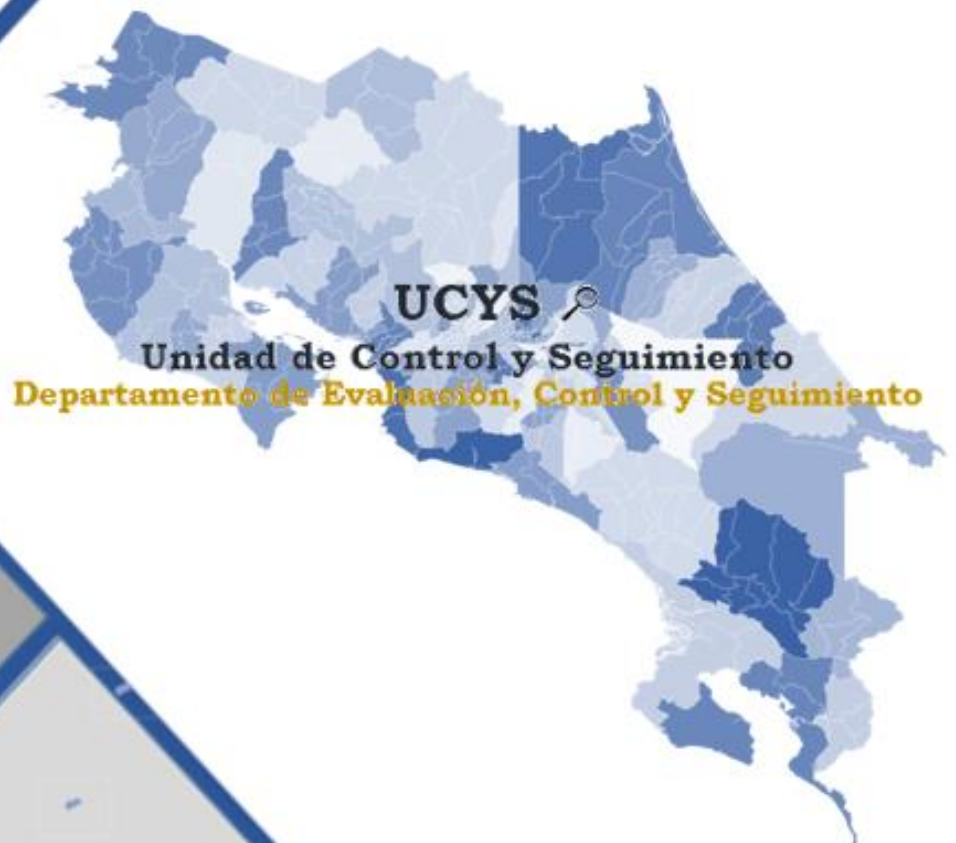 UCYS
Unidad de Control y Seguimiento
Departamento de Evaluación, Control y Seguimiento